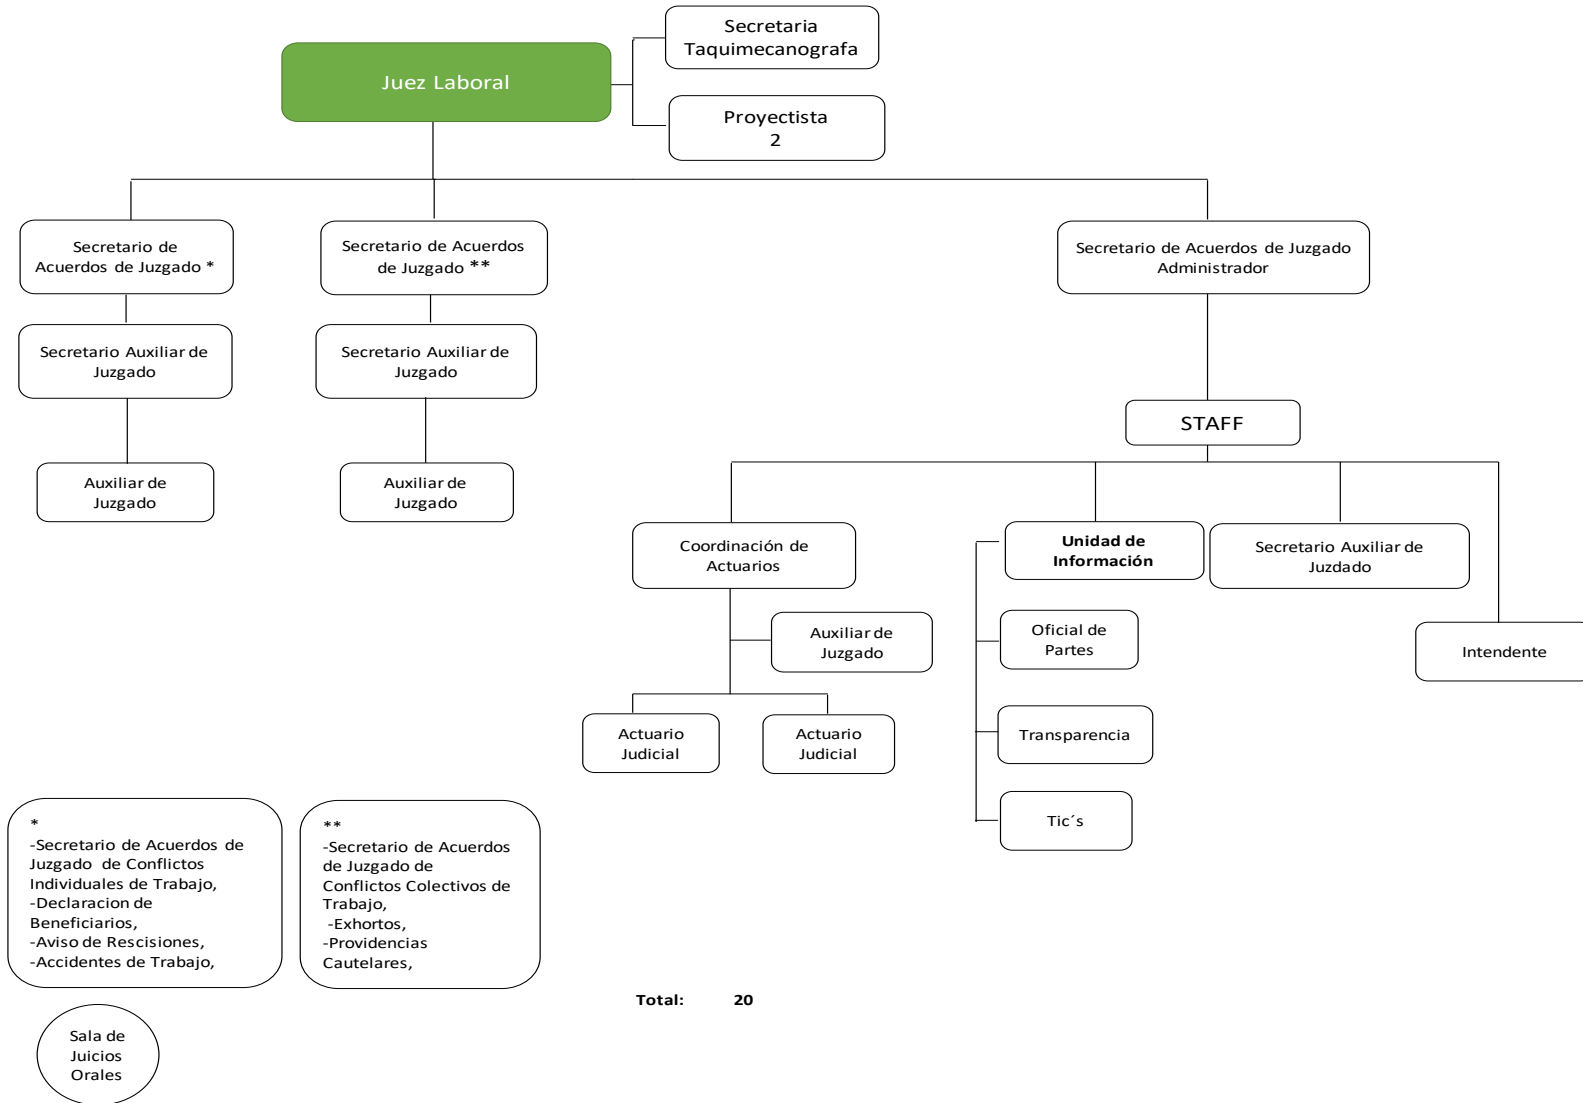 Secretaria
Taquimecanografa
Juez Laboral
Proyectista
2
Secretario de
Acuerdos de Juzgado *
Secretario de Acuerdos
de Juzgado **
Secretario de Acuerdos de Juzgado
Administrador
Secretario Auxiliar de
Juzgado
Secretario Auxiliar de
Juzgado
STAFF
Auxiliar de
Juzgado
Auxiliar de
Juzgado
Coordinación de
Actuarios
Unidad de
Información
Secretario Auxiliar de
Juzdado
Auxiliar de
Juzgado
Oficial de
Partes
Intendente
Actuario
Judicial
Actuario
Judicial
Transparencia
Tic´s
*
-Secretario de Acuerdos de
Juzgado de Conflictos
Individuales de Trabajo,
-Declaracion de
Beneficiarios,
-Aviso de Rescisiones,
-Accidentes de Trabajo,
**
-Secretario de Acuerdos
de Juzgado de
Conflictos Colectivos de
Trabajo,
-Exhortos,
-Providencias
Cautelares,
Total: 20
Sala de
Juicios
Orales